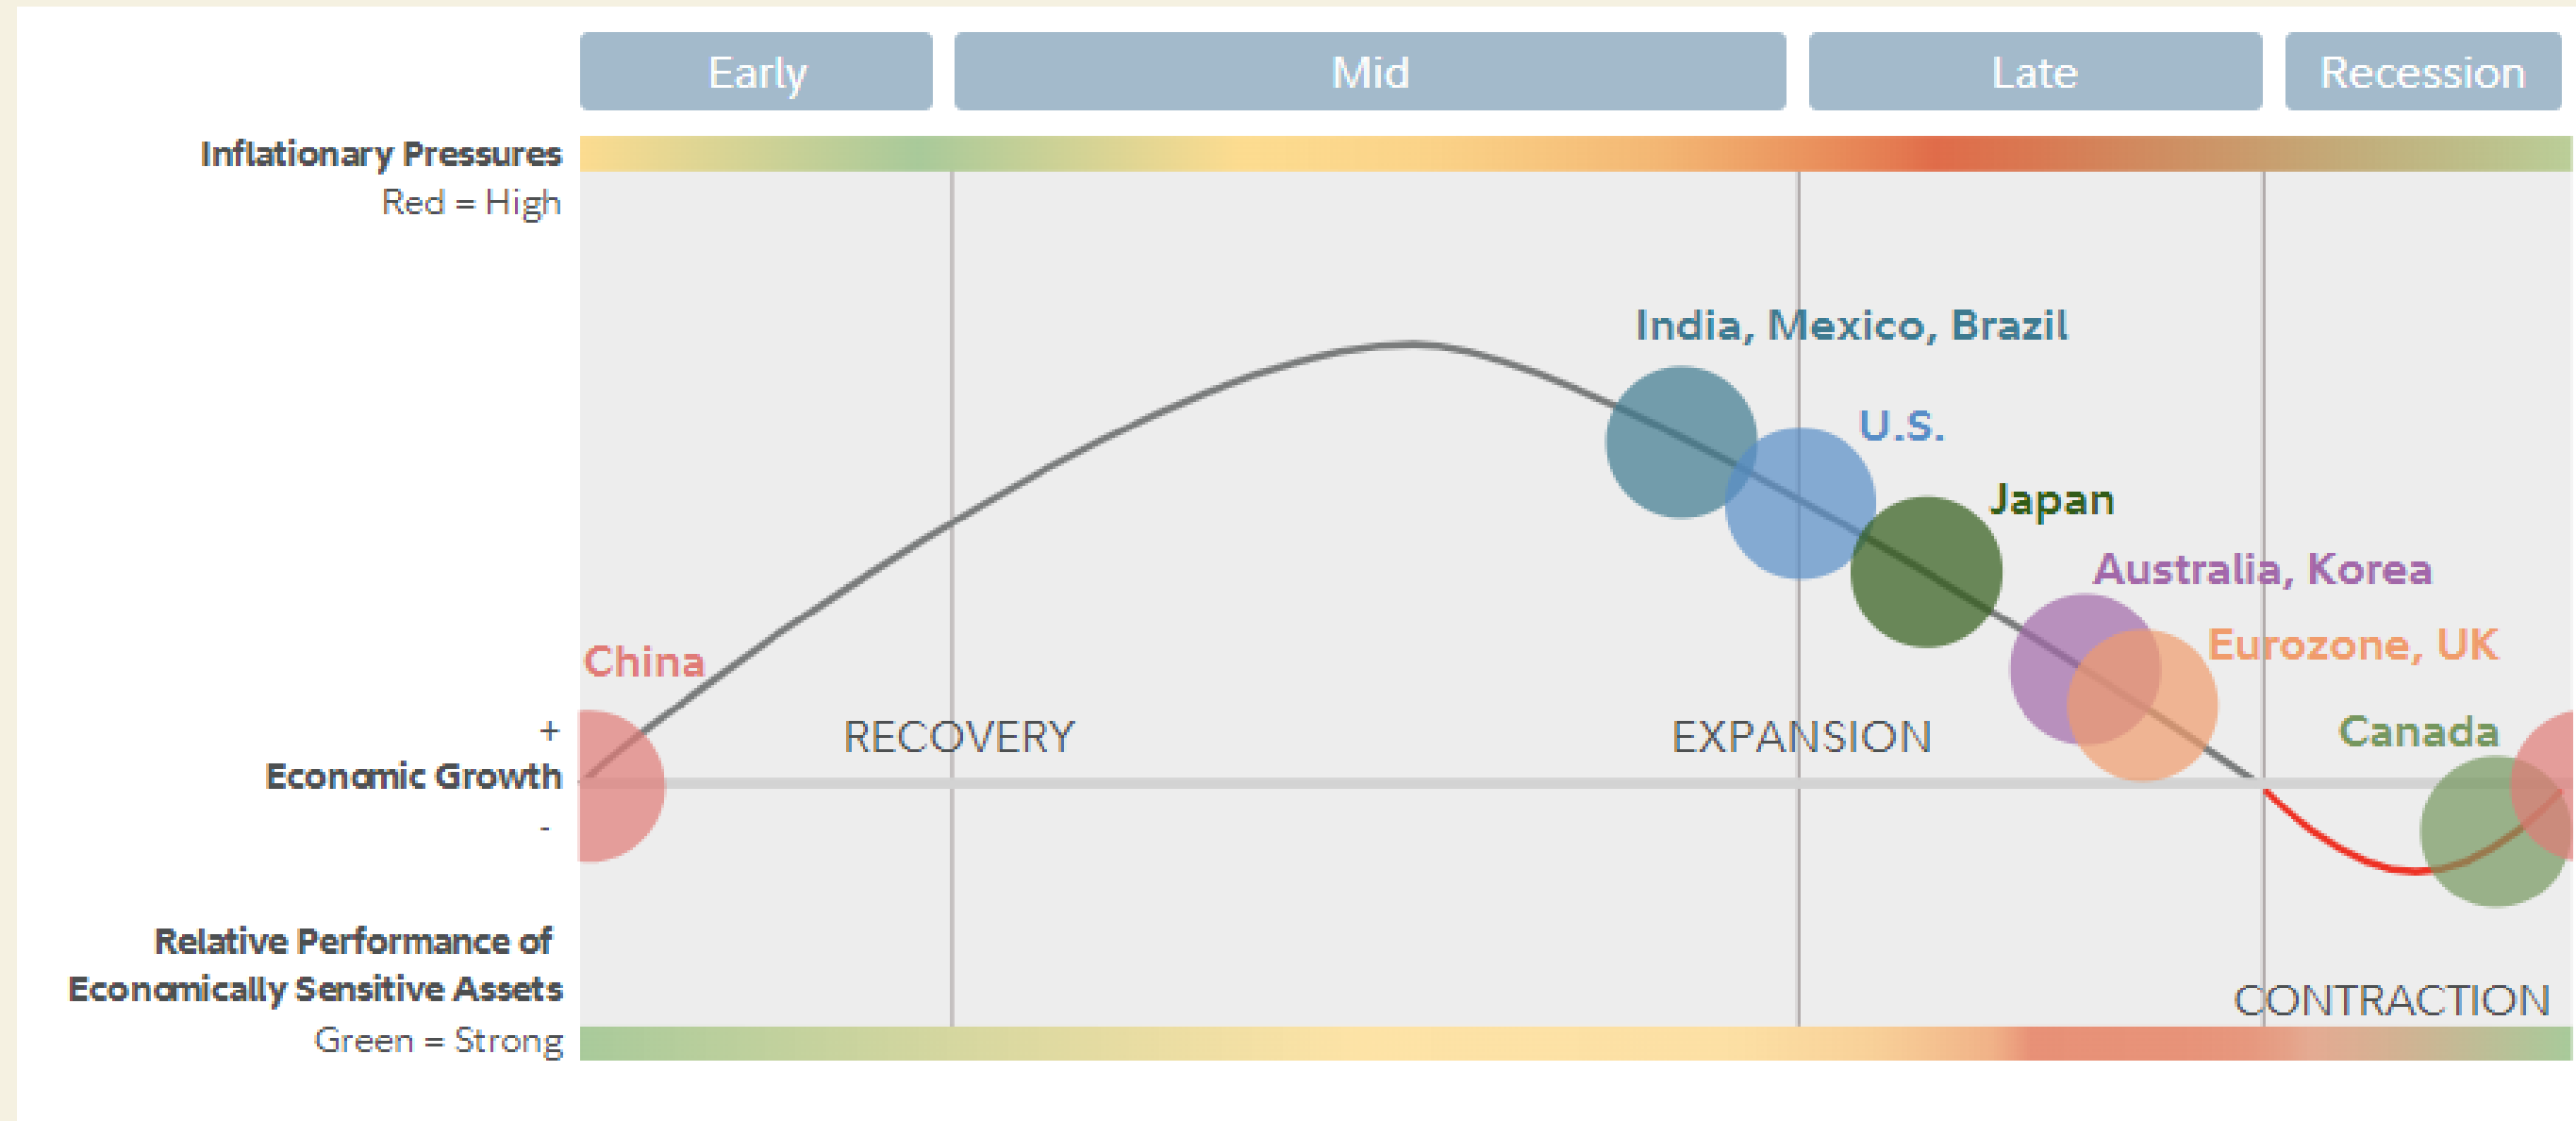 Early
Mid
Late
Recession
Inflationary Pressures
Red = High
India, Mexico, Brazil
U.S.
Japan
Australia, Korea
Eurozone, UK
China
Canada
RECOVERY
EXPANSION
+
Economic Growth
-
Relative Performance of
Economically Sensitive Assets
CONTRACTION
Green = Strong